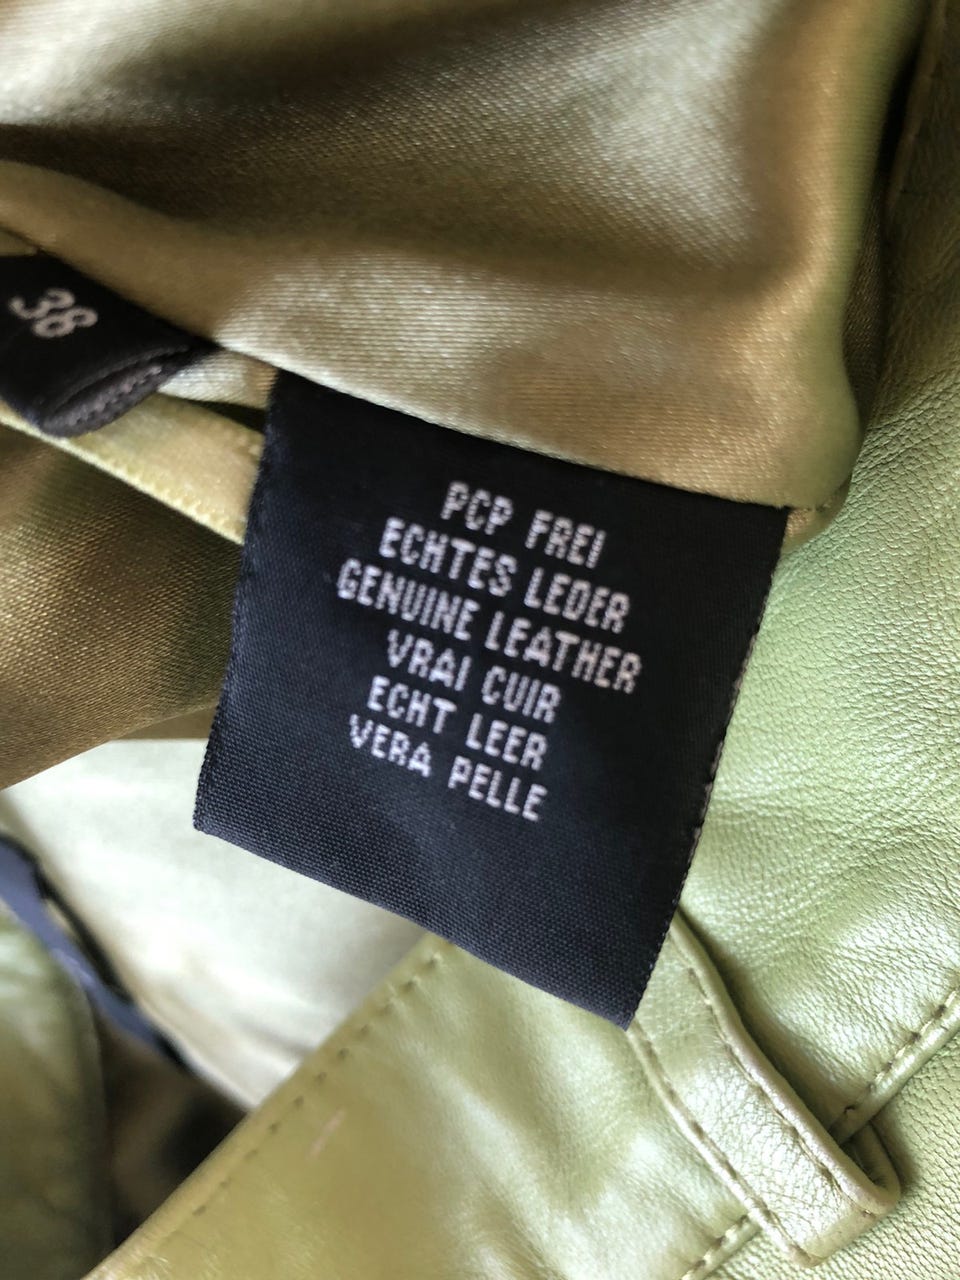 38
PCP FREI
ECHTES LEDER
GENUINE LEATHER
VRAI CUIR
ECHT LEER
VERA PELLE